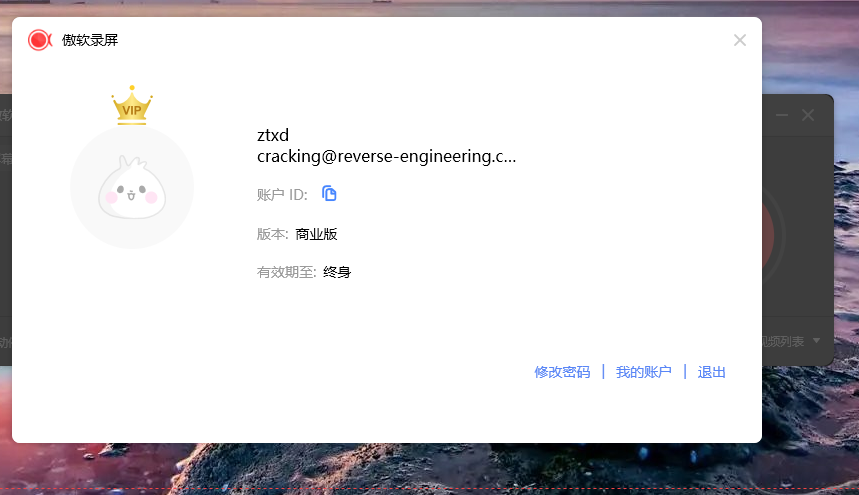 傲软录屏
VIP
ztxd
cracking@reverse-engineering.c...
账户 ID:
版本: 商业版
有效期至: 终身
视频列表
修改密码 | 我的账户 | 退出